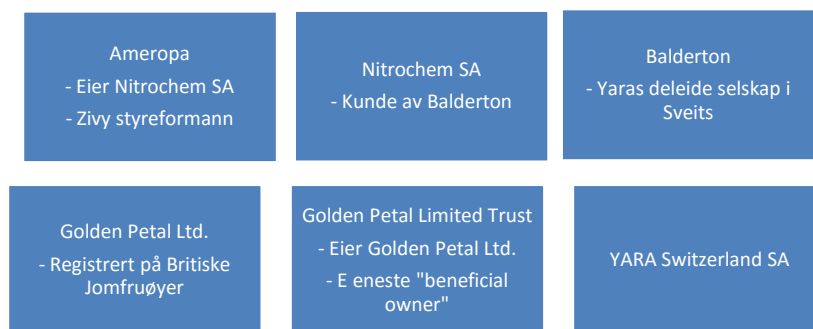 Ameropa
- Eier Nitrochem SA
- Zivy styreformann
Nitrochem SA
- Kunde av Balderton
Balderton
- Yaras deleide selskap i
Sveits
Golden Petal Ltd.
- Registrert på Britiske
Jomfruøyer
Golden Petal Limited Trust
- Eier Golden Petal Ltd.
- E eneste "beneficial
owner"
YARA Switzerland SA